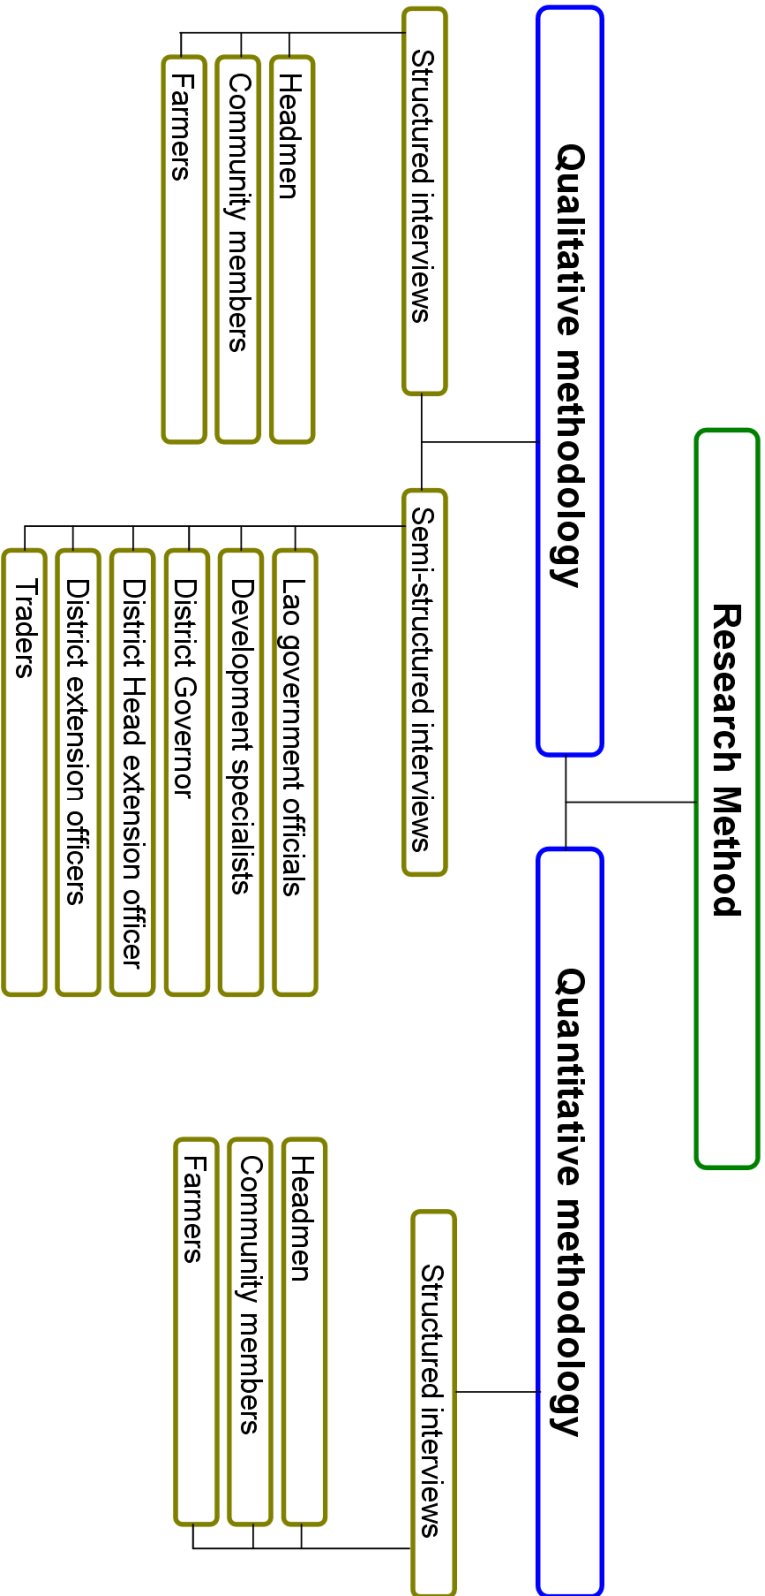 Research Method
Qualitative methodology
Quantitative methodology
Structured interviews
Headmen
Community members
Farmers
Semi-structured interviews
Lao government officials
Development specialists
District Governor
District Head extension officer
District extension officers
Traders
Structured interviews
Headmen
Community members
Farmers